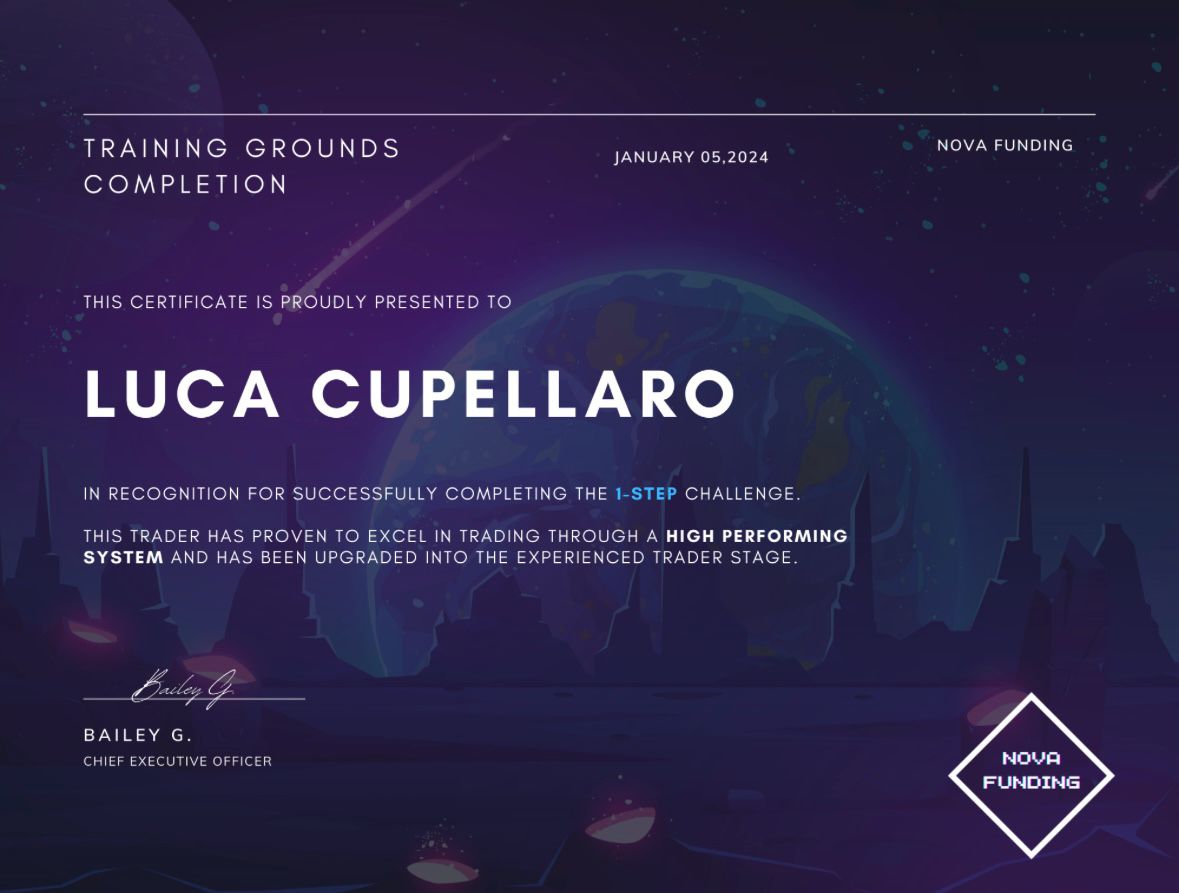 TRAINING GROUNDS
COMPLETION
JANUARY 05,2024
NOVA FUNDING
THIS CERTIFICATE IS PROUDLY PRESENTED TO
LUCA CUPELLARO
IN RECOGNITION FOR SUCCESSFULLY COMPLETING THE 1-STEP CHALLENGE.
THIS TRADER HAS PROVEN TO EXCEL IN TRADING THROUGH A HIGH PERFORMING
SYSTEM AND HAS BEEN UPGRADED INTO THE EXPERIENCED TRADER STAGE.
Bailey G.
BAILEY G.
CHIEF EXECUTIVE OFFICER
NOVA
FUNDING